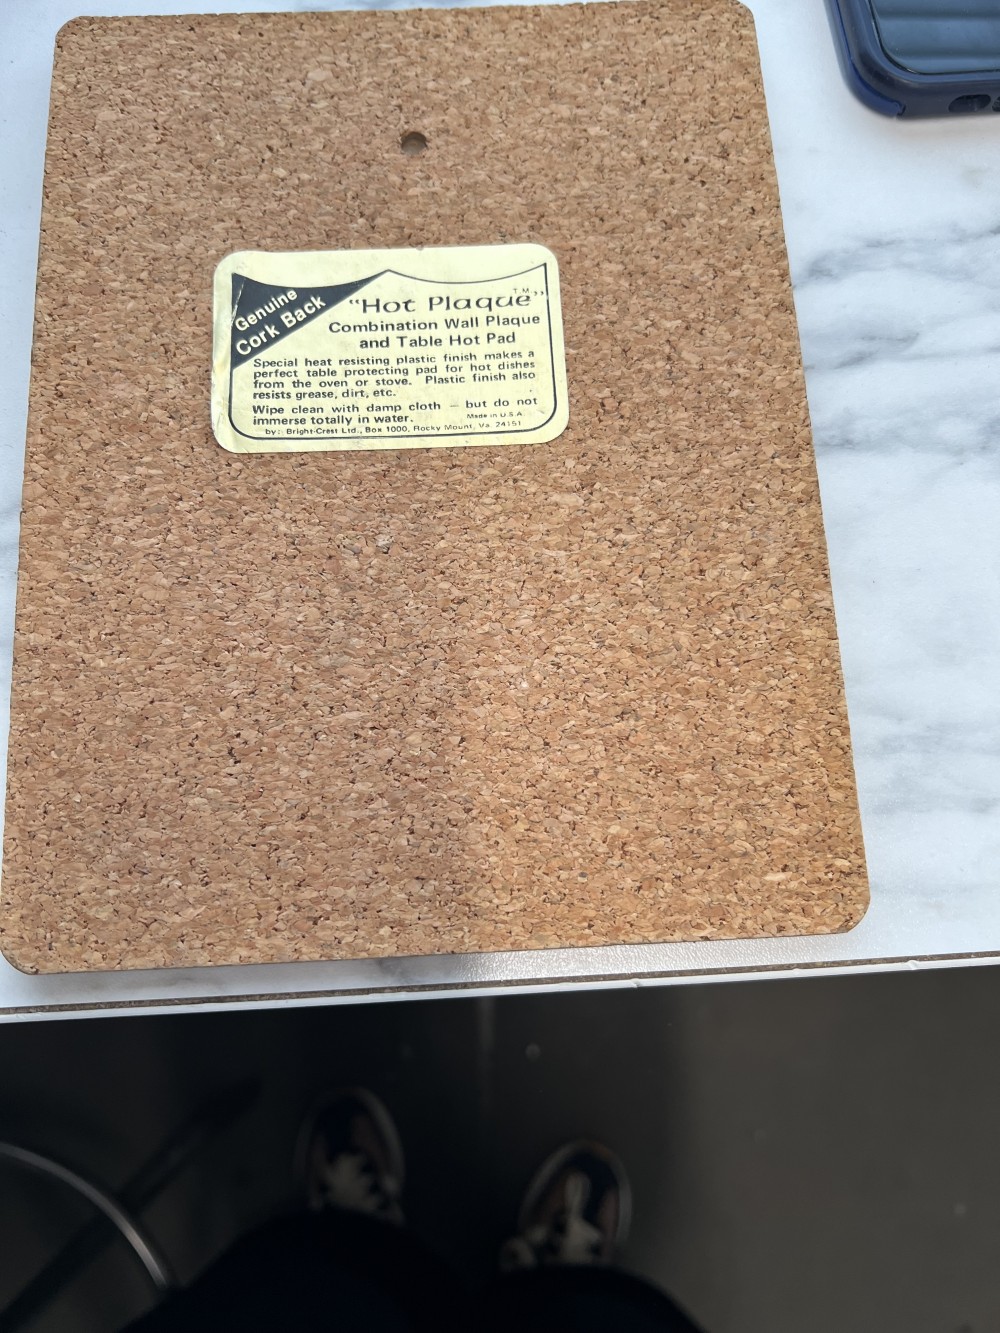 Genuine
Cork Back
"Hot Plaque"™
Combination Wall Plaque
and Table Hot Pad
Special heat resisting plastic finish makes a
perfect table protecting pad for hot dishes
from the oven or stove. Plastic finish also
resists grease, dirt, etc.
Wipe clean with damp cloth — but do not
immerse totally in water.
Made in U.S.A.
by: Bright-Crest Ltd., Box 1000, Rocky Mount, Va. 24151